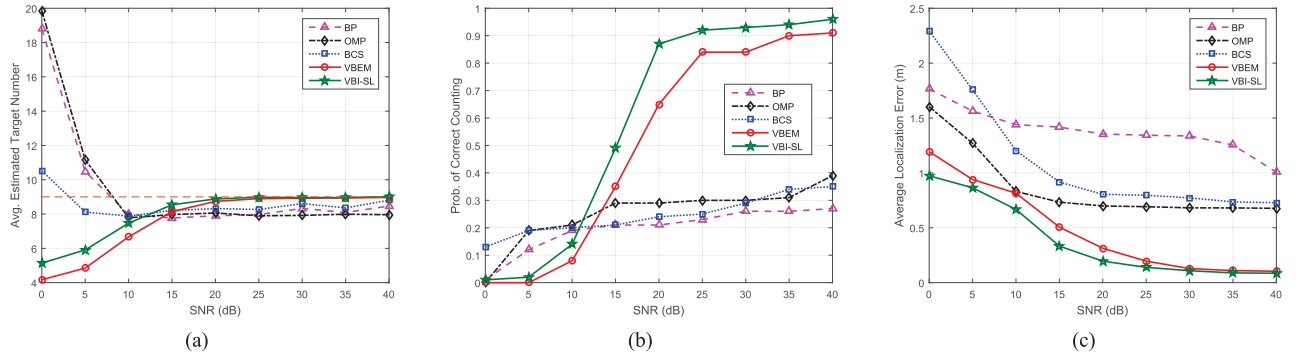 20
18
16
14
12
10
8
6
4
0 5 10 15 20 25 30 35 40
SNR (dB)
Avg. Estimated Target Number
BP
OMP
BCS
VBEM
VBI-SL
(a)
1
0.9
0.8
0.7
0.6
0.5
0.4
0.3
0.2
0.1
0
0 5 10 15 20 25 30 35 40
SNR (dB)
Prob. of Correct Counting
BP
OMP
BCS
VBEM
VBI-SL
(b)
2.5
2
1.5
1
0.5
0
0 5 10 15 20 25 30 35 40
SNR (dB)
Average Localization Error (m)
BP
OMP
BCS
VBEM
VBI-SL
(c)